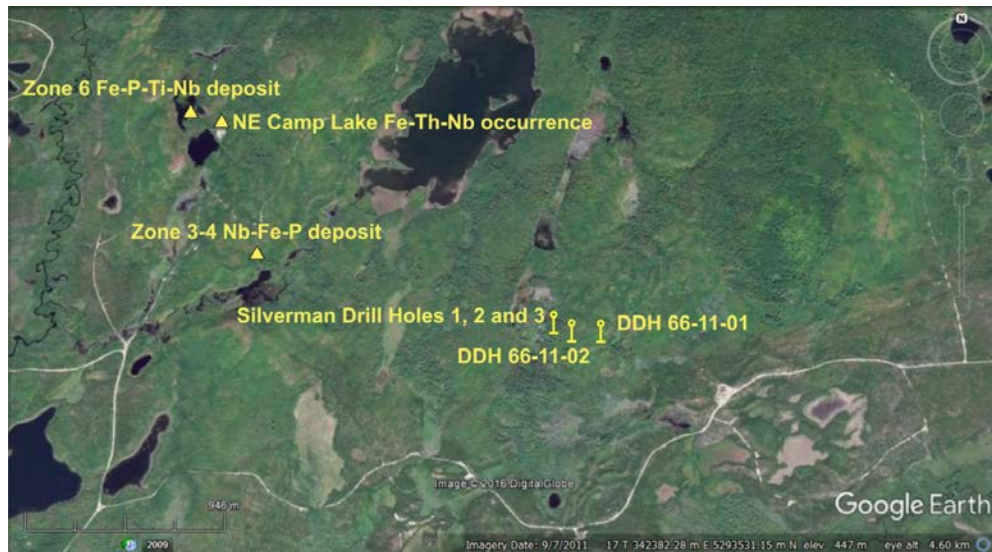 N
Zone 6 Fe-P-Ti-Nb deposit
NE Camp Lake Fe-Th-Nb occurrence
Zone 3-4 Nb-Fe-P deposit
Silverman Drill Holes 1, 2 and 3
DDH 66-11-01
DDH 66-11-02
Image © 2016 DigitalGlobe
946 m
Google Earth
2009
Imagery Date: 9/7/2011 17 T 342382.28 m E 5293531.15 m N elev 447 m eye alt 4.60 km